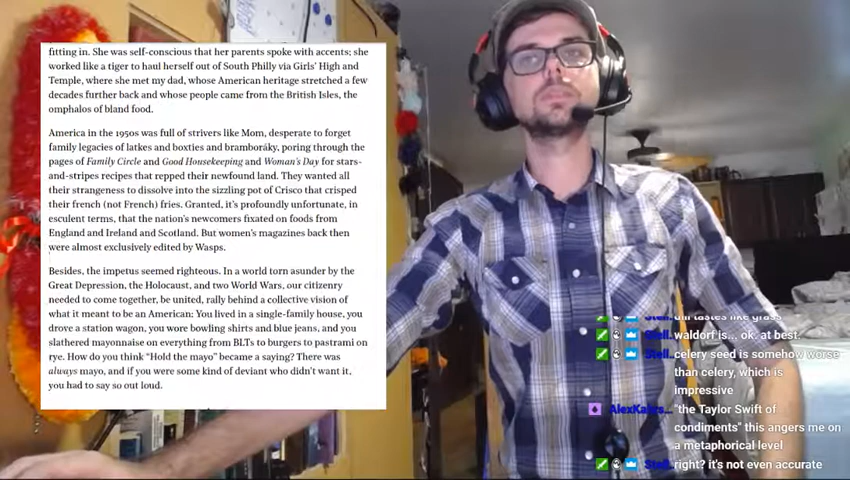 fitting in. She was self-conscious that her parents spoke with accents; she
worked like a tiger to haul herself out of South Philly via Girls' High and
Temple, where she met my dad, whose American heritage stretched a few
decades further back and whose people came from the British Isles, the
omphalos of bland food.
America in the 1950s was full of strivers like Mom, desperate to forget
family legacies of latkes and boxties and bramboráky, poring through the
pages of Family Circle and Good Housekeeping and Woman's Day for stars-
and-stripes recipes that repped their newfound land. They wanted all
their strangeness to dissolve into the sizzling pot of Crisco that crisped
their french (not French) fries. Granted, it's profoundly unfortunate, in
esculent terms, that the nation's newcomers fixated on foods from
England and Ireland and Scotland. But women's magazines back then
were almost exclusively edited by Wasps.
Besides, the impetus seemed righteous. In a world torn asunder by the
Great Depression, the Holocaust, and two World Wars, our citizenry
needed to come together, be united, rally behind a collective vision of
what it meant to be an American: You lived in a single-family house, you
drove a station wagon, you wore bowling shirts and blue jeans, and you
slathered mayonnaise on everything from BLTs to burgers to pastrami on
rye. How do you think "Hold the mayo" became a saying? There was
always mayo, and if you were some kind of deviant who didn't want it,
you had to say so out loud.
dill tastes like grass
waldorf is... ok. at best.
celery seed is somehow worse
than celery, which is
impressive
"the Taylor Swift of
condiments" this angers me on
a metaphorical level
right? it's not even accurate